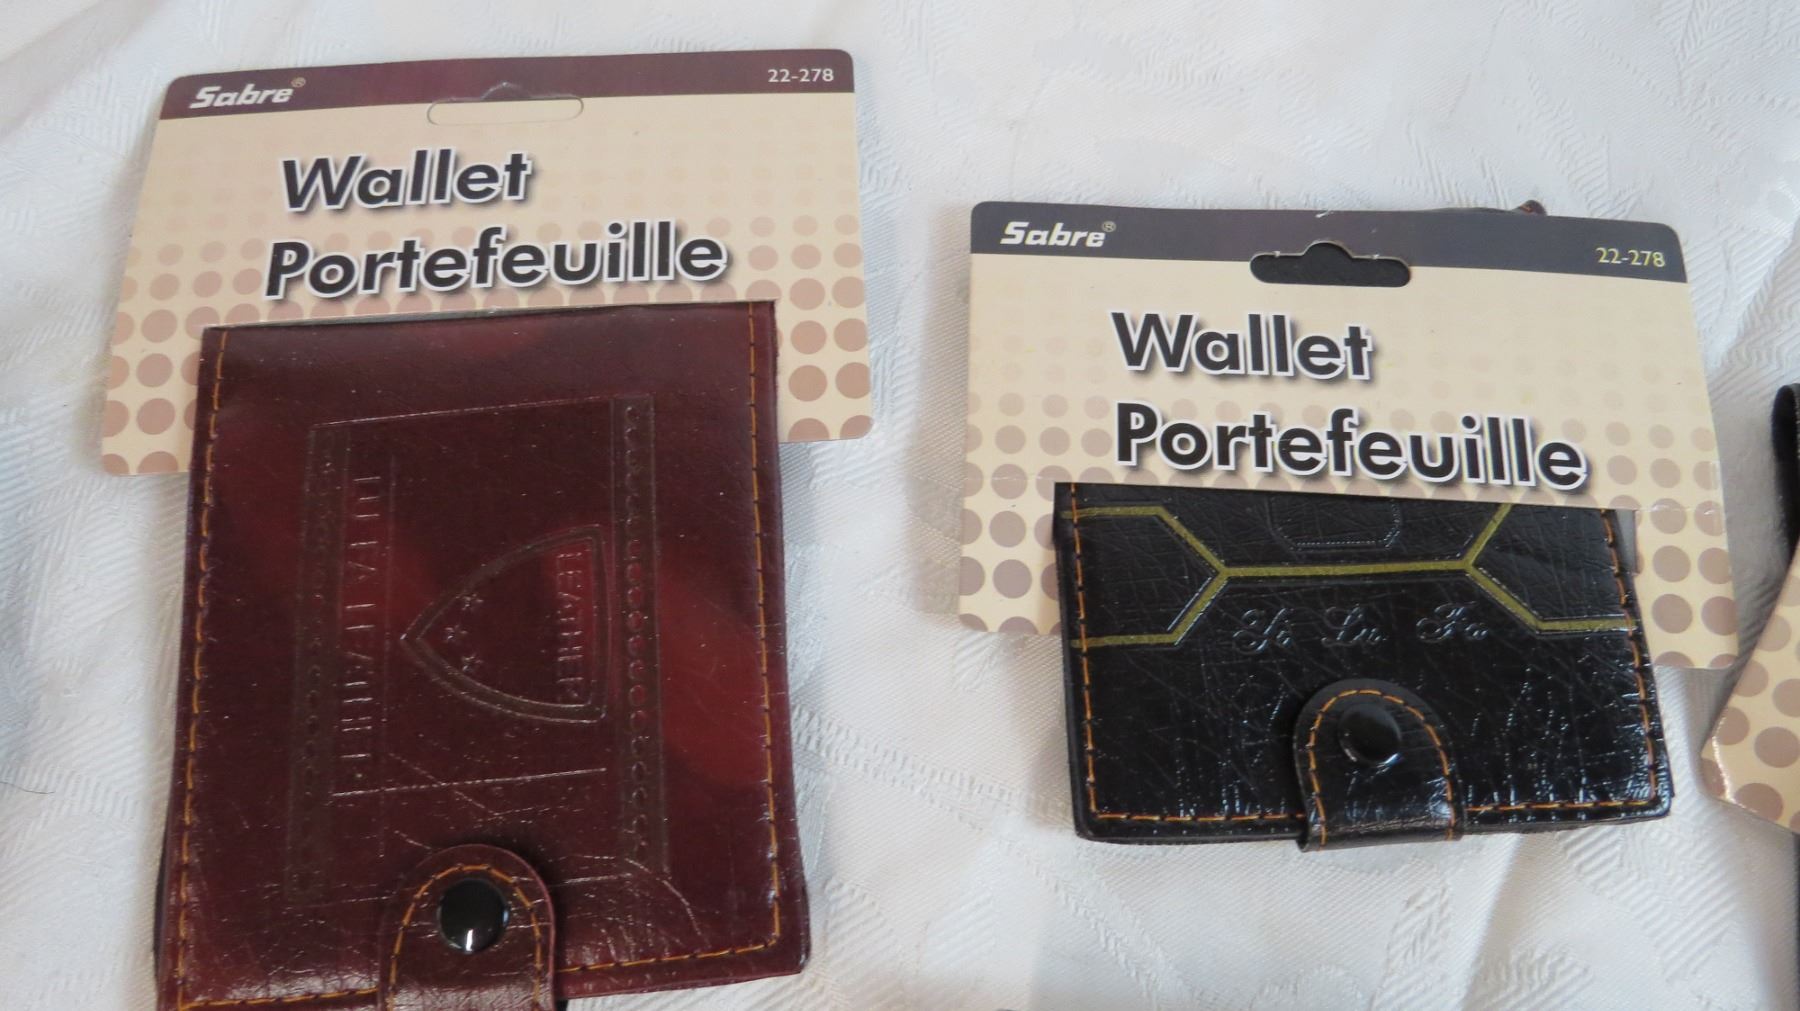 Sabre®
22-278
Wallet
Portefeuille
LEATHER
Sabre®
22-278
Wallet
Portefeuille